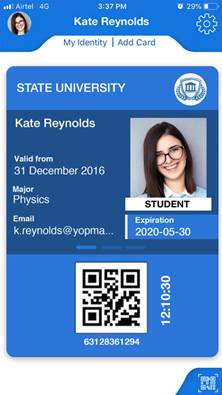 Airtel 4G 3:37 PM 29%
Kate Reynolds
My Identity | Add Card
STATE UNIVERSITY
Kate Reynolds
Valid from
31 December 2016
Major
Physics
STUDENT
Email
k.reynolds@yopma...
Expiration
2020-05-30
12:10:30
63128361294